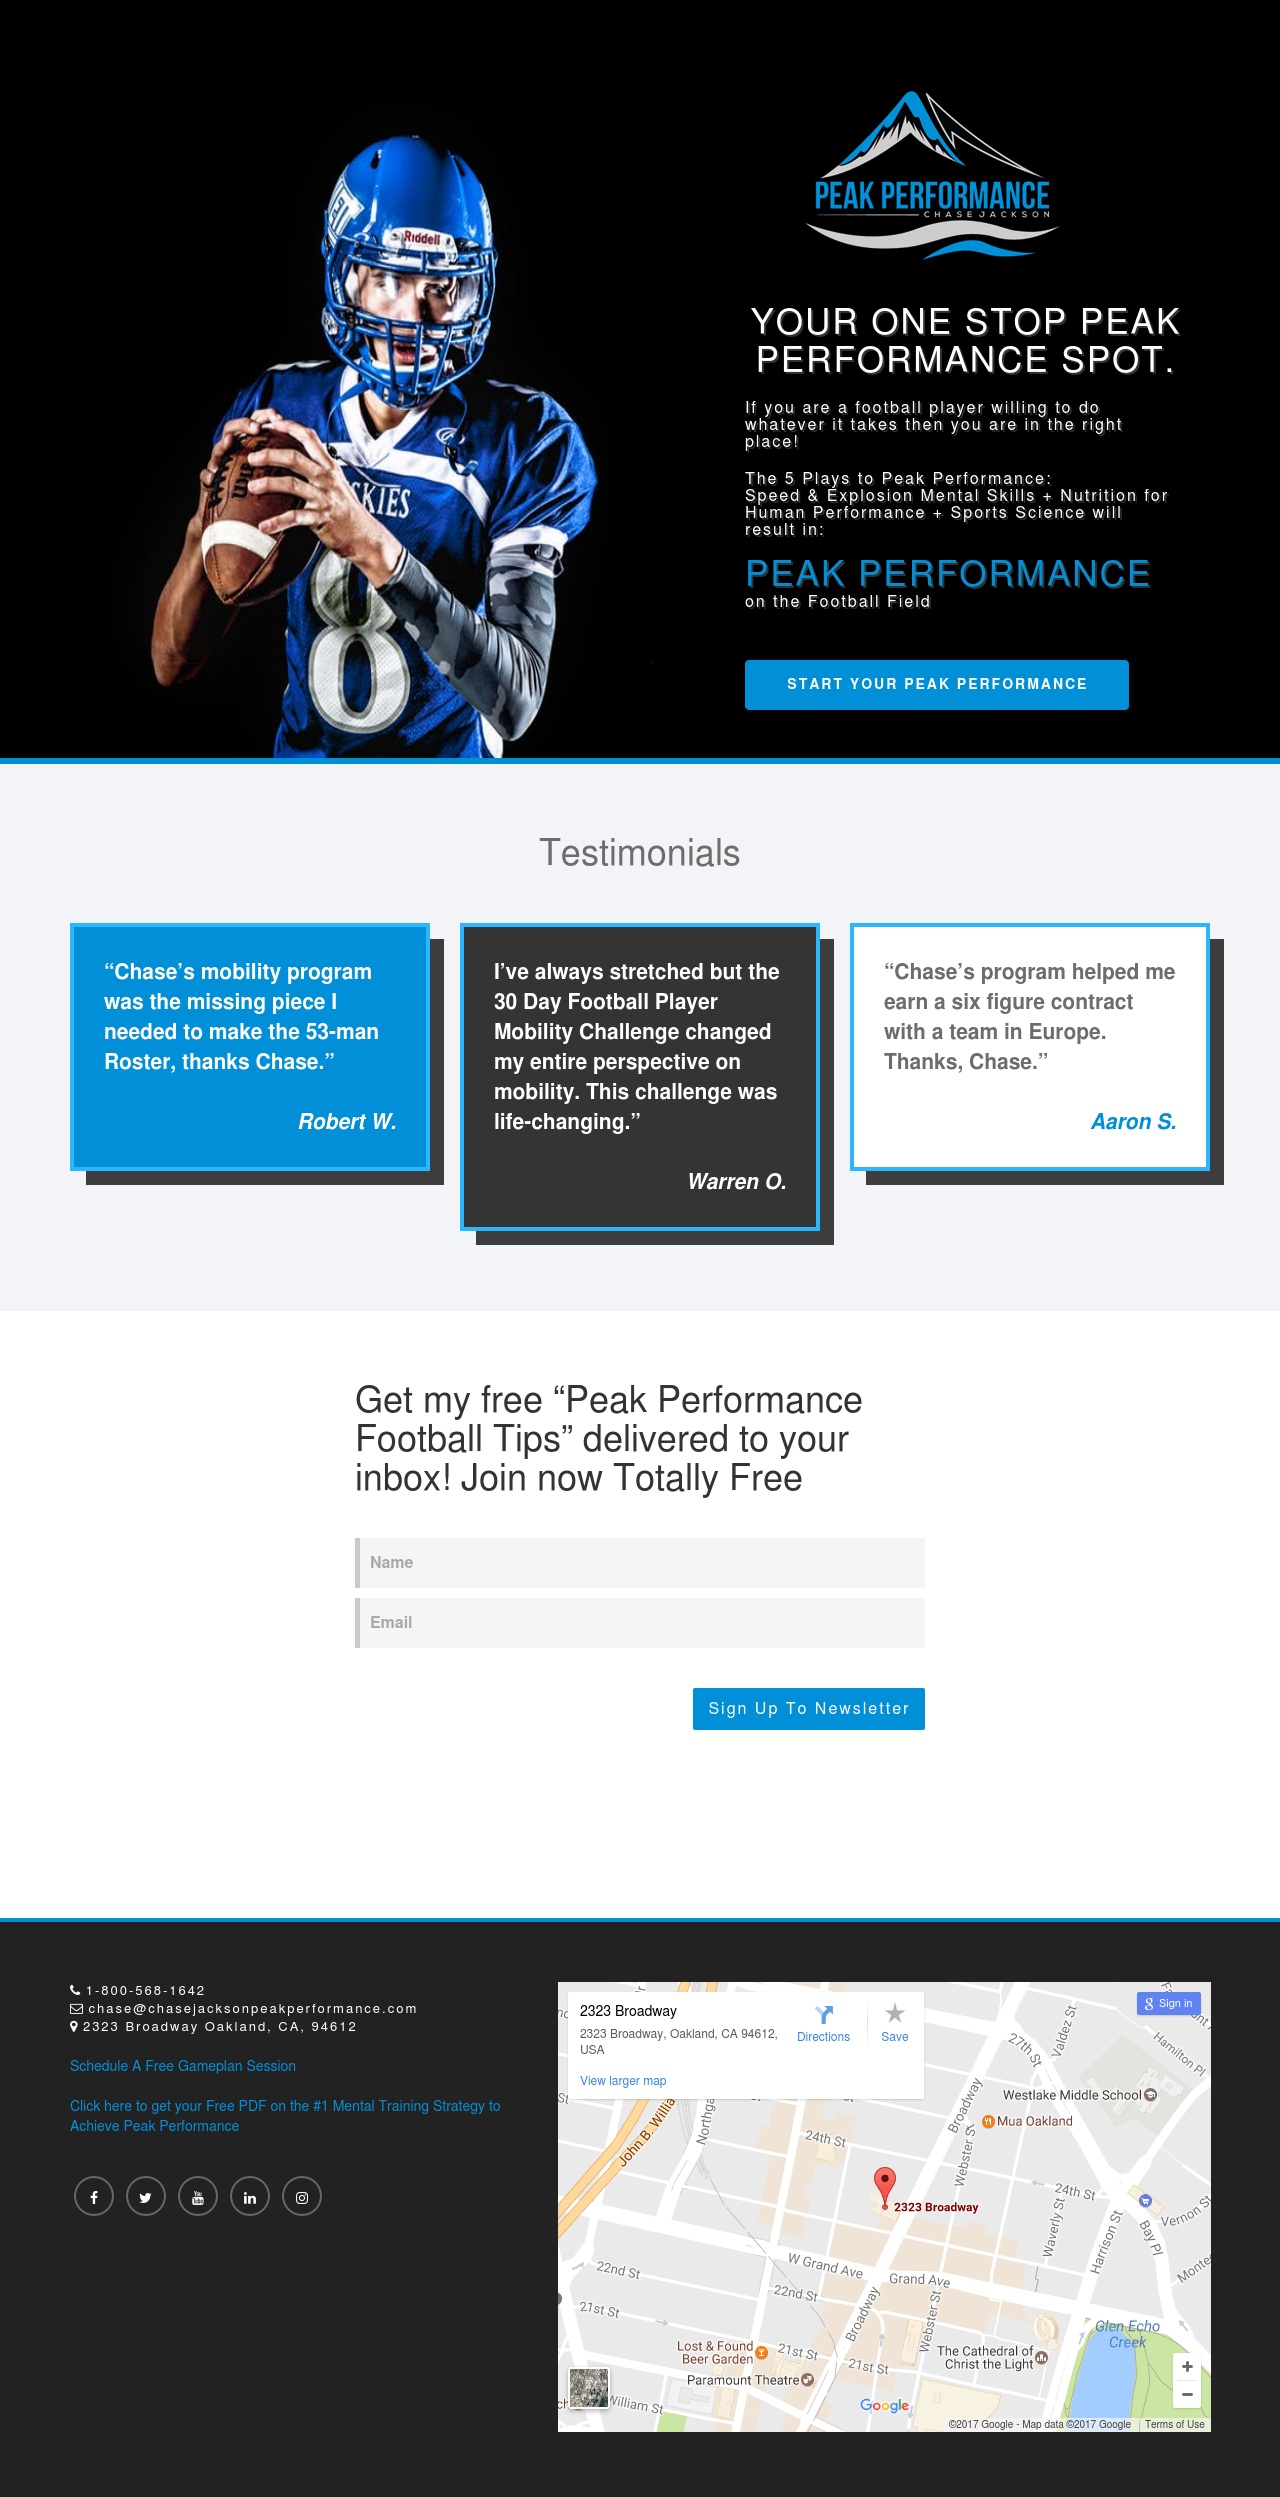 PEAK PERFORMANCE
CHASE JACKSON
Riddell
SKIES
8
YOUR ONE STOP PEAK
PERFORMANCE SPOT.
If you are a football player willing to do
whatever it takes then you are in the right
place!
The 5 Plays to Peak Performance:
Speed & Explosion Mental Skills + Nutrition for
Human Performance + Sports Science will
result in:
PEAK PERFORMANCE
on the Football Field
START YOUR PEAK PERFORMANCE
Testimonials
“Chase’s mobility program
was the missing piece I
needed to make the 53-man
Roster, thanks Chase.”
Robert W.
I’ve always stretched but the
30 Day Football Player
Mobility Challenge changed
my entire perspective on
mobility. This challenge was
life-changing.”
Warren O.
“Chase’s program helped me
earn a six figure contract
with a team in Europe.
Thanks, Chase.”
Aaron S.
Get my free “Peak Performance
Football Tips” delivered to your
inbox! Join now Totally Free
Name
Email
Sign Up To Newsletter
1-800-568-1642
chase@chasejacksonpeakperformance.com
2323 Broadway Oakland, CA, 94612
Schedule A Free Gameplan Session
Click here to get your Free PDF on the #1 Mental Training Strategy to
Achieve Peak Performance
2323 Broadway
2323 Broadway, Oakland, CA 94612,
USA
View larger map
Directions
Save
Sign in
27th St
Valdez St
Hamilton Pl
Westlake Middle School
Mua Oakland
Broadway
Webster St
Northga
John B. Willia
24th St
24th St
2323 Broadway
Waverly St
Harrison St
Vernon St
Bay Pl
Monte
W Grand Ave
Grand Ave
22nd St
22nd St
21st St
21st St
21st St
Broadway
Webster St
Glen Echo
Creek
Lost & Found
Beer Garden
The Cathedral of
Christ the Light
Paramount Theatre
William St
Google
©2017 Google - Map data ©2017 Google
Terms of Use